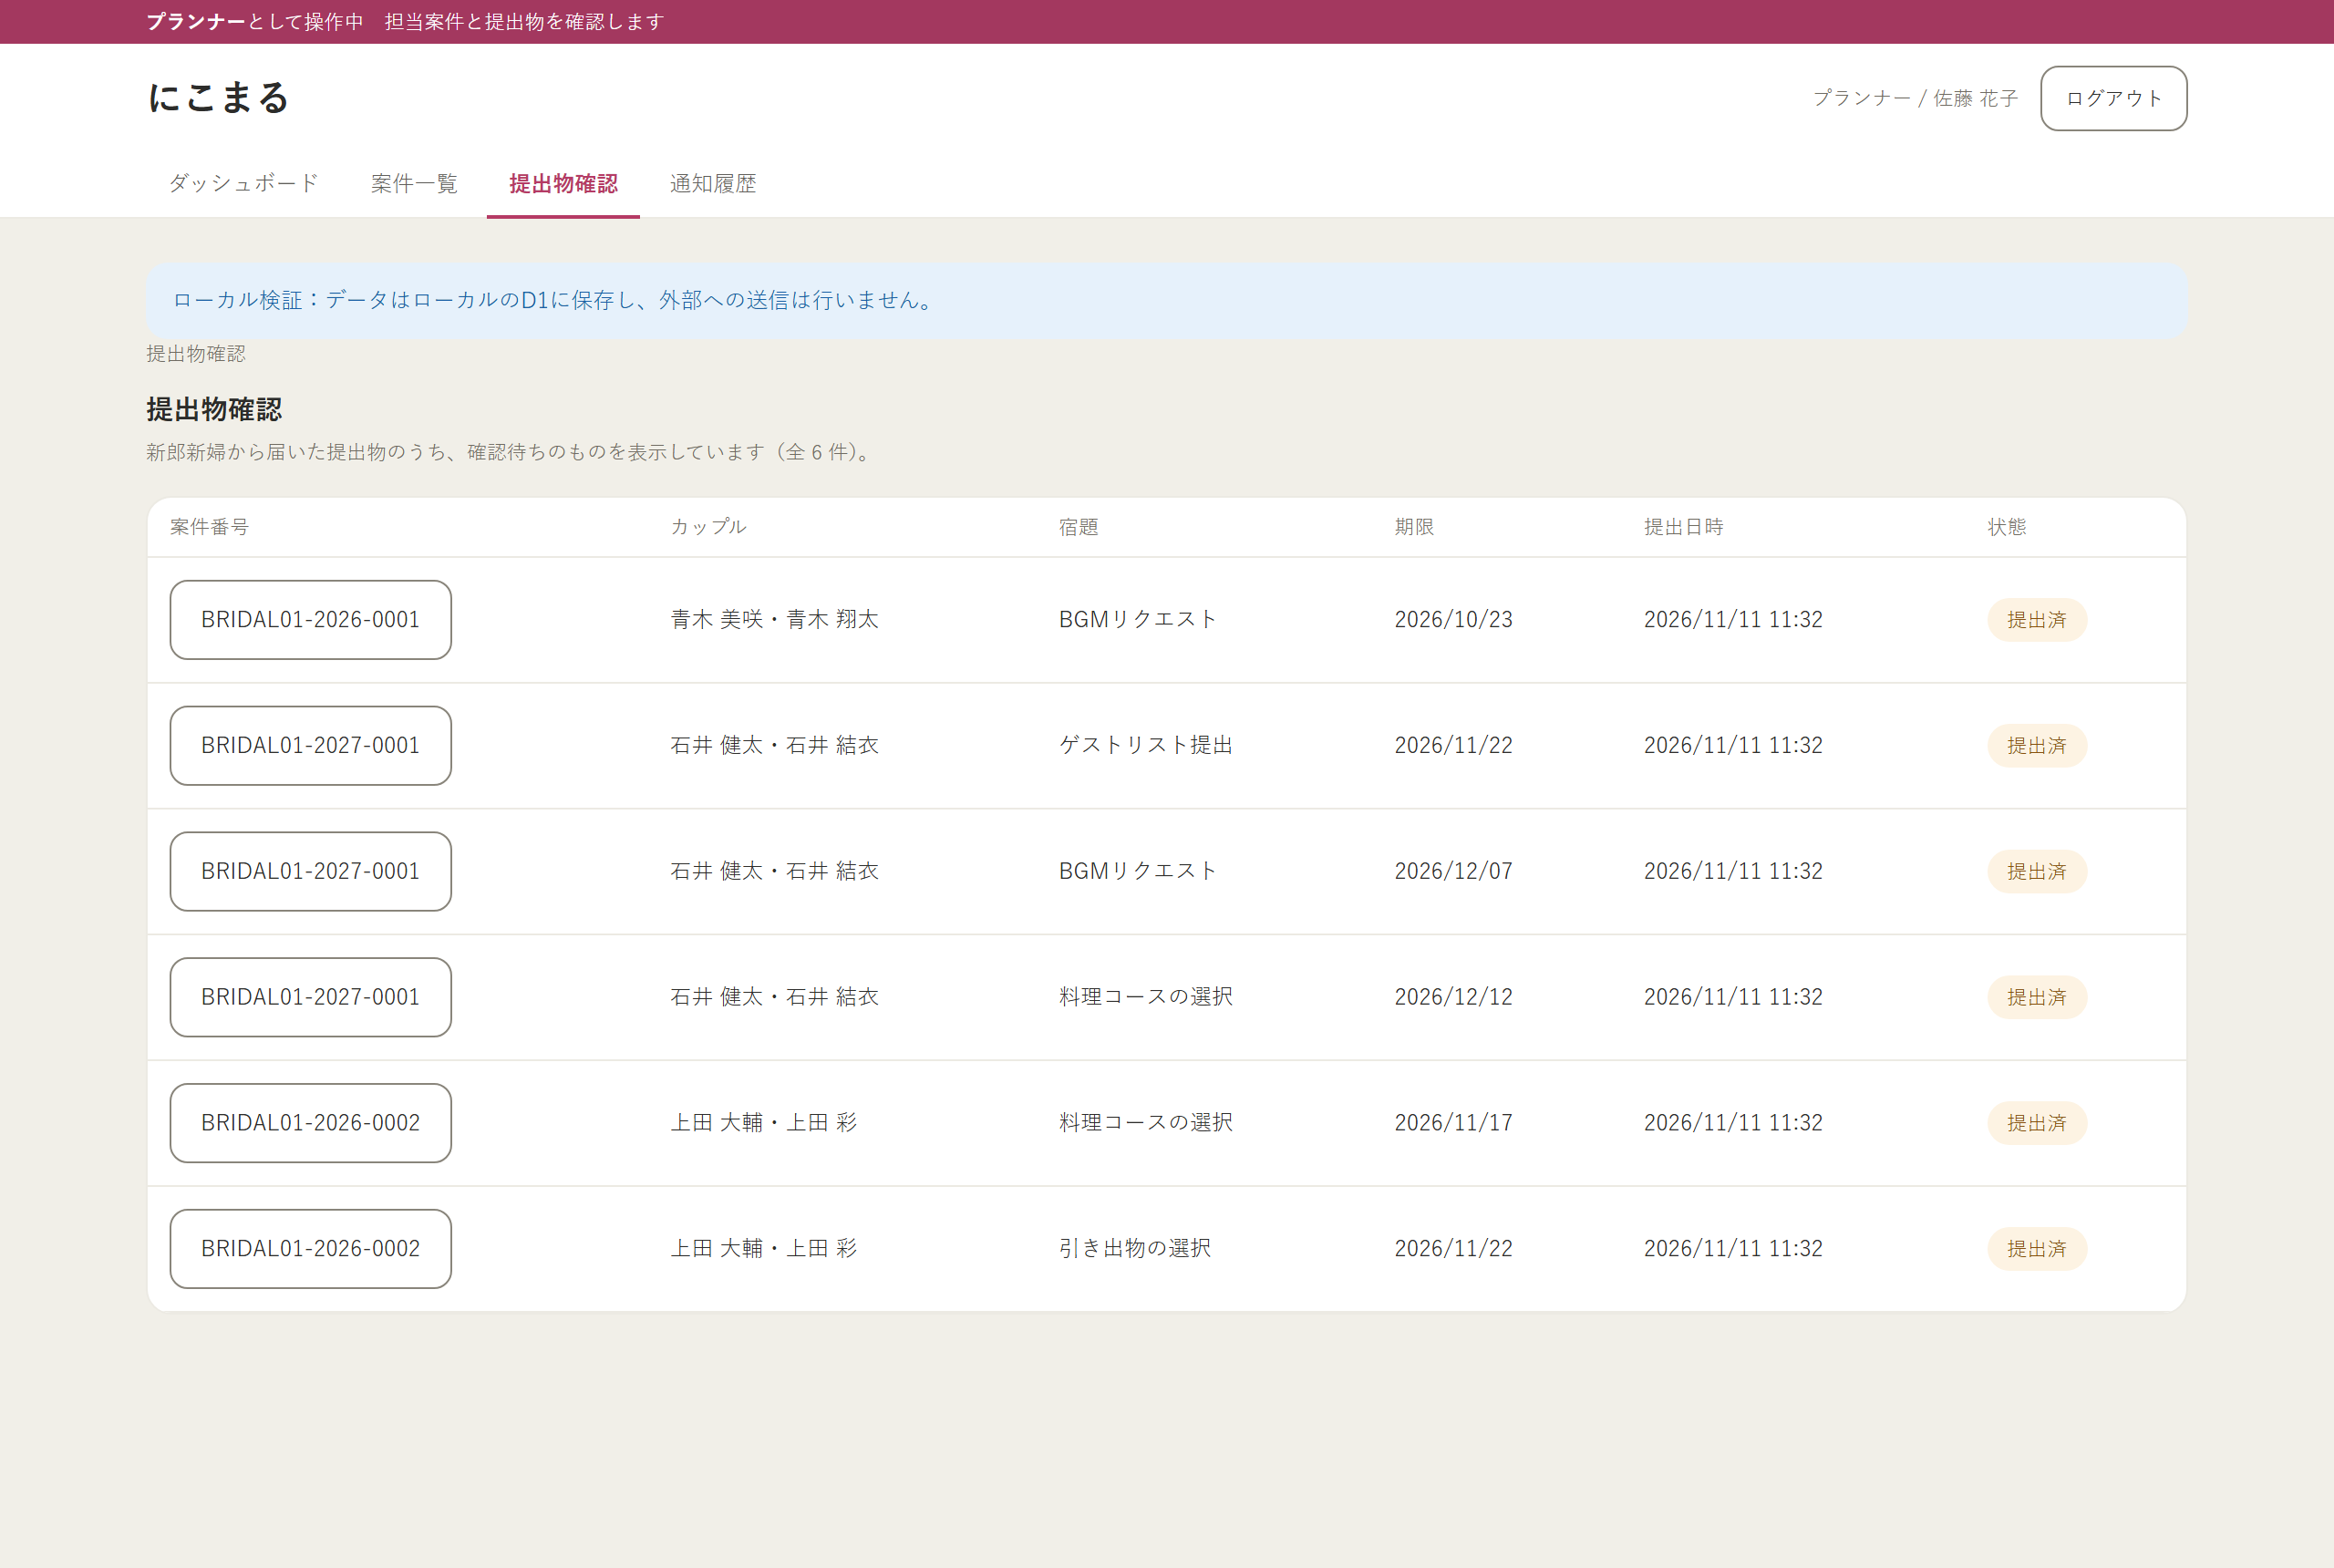 プランナーとして操作中　担当案件と提出物を確認します
にこまる
プランナー / 佐藤 花子
ログアウト
ダッシュボード 案件一覧 提出物確認 通知履歴
ローカル検証：データはローカルのD1に保存し、外部への送信は行いません。
提出物確認
提出物確認
新郎新婦から届いた提出物のうち、確認待ちのものを表示しています（全 6 件）。
案件番号 カップル 宿題 期限 提出日時 状態
BRIDAL01-2026-0001 青木 美咲・青木 翔太 BGMリクエスト 2026/10/23 2026/11/11 11:32 提出済
BRIDAL01-2027-0001 石井 健太・石井 結衣 ゲストリスト提出 2026/11/22 2026/11/11 11:32 提出済
BRIDAL01-2027-0001 石井 健太・石井 結衣 BGMリクエスト 2026/12/07 2026/11/11 11:32 提出済
BRIDAL01-2027-0001 石井 健太・石井 結衣 料理コースの選択 2026/12/12 2026/11/11 11:32 提出済
BRIDAL01-2026-0002 上田 大輔・上田 彩 料理コースの選択 2026/11/17 2026/11/11 11:32 提出済
BRIDAL01-2026-0002 上田 大輔・上田 彩 引き出物の選択 2026/11/22 2026/11/11 11:32 提出済